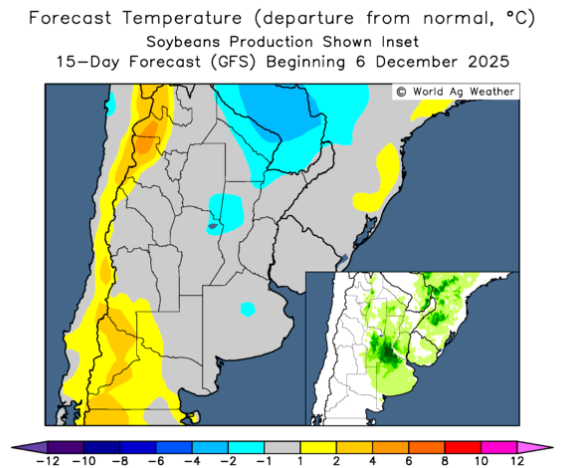 Forecast Temperature (departure from normal, °C)
Soybeans Production Shown Inset
15-Day Forecast (GFS) Beginning 6 December 2025
© World Ag Weather
-12 -10 -8 -6 -4 -2 -1 1 2 4 6 8 10 12